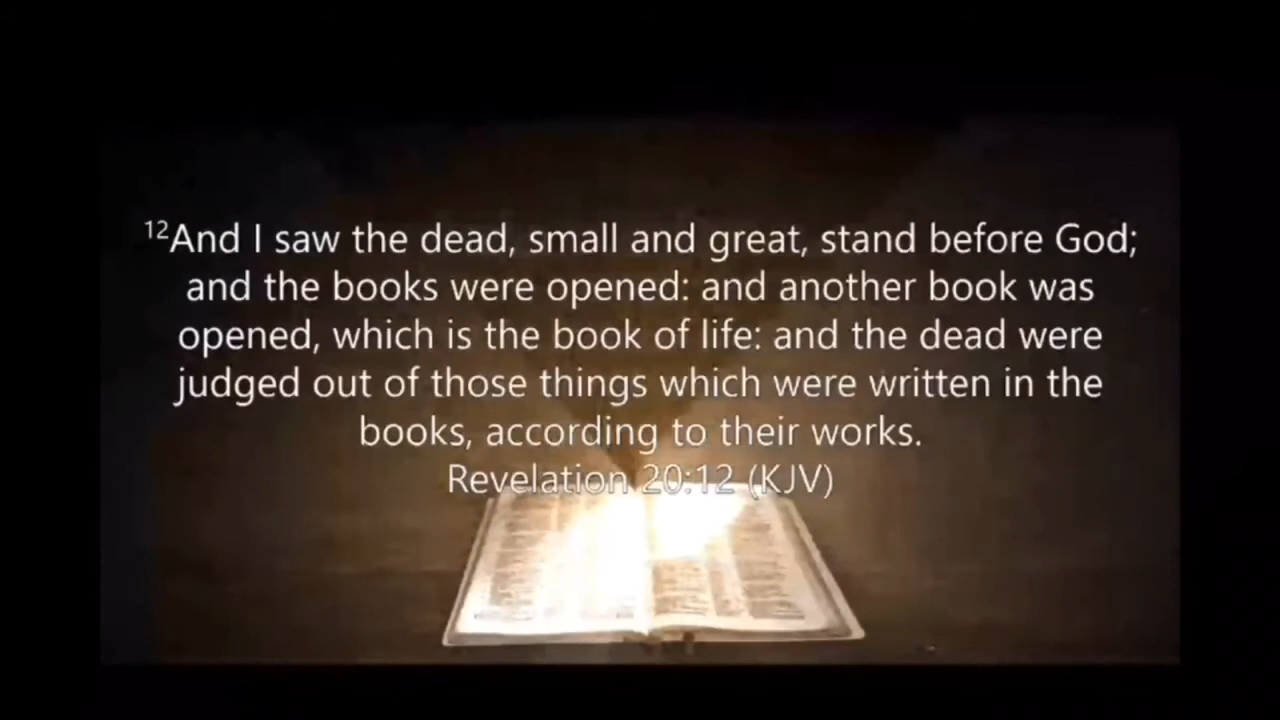 12And I saw the dead, small and great, stand before God;
and the books were opened: and another book was
opened, which is the book of life: and the dead were
judged out of those things which were written in the
books, according to their works.
Revelation 20:12 (KJV)